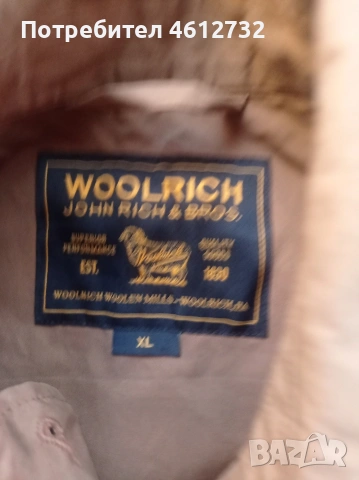 Потребител 4612732
WOOLRICH
JOHN RICH & BROS.
SUPERIOR PERFORMANCE
QUALITY GOODS
Woolrich
EST. 1830
WOOLRICH WOOLEN MILLS-WOOLRICH, PA
XL
BAZAR